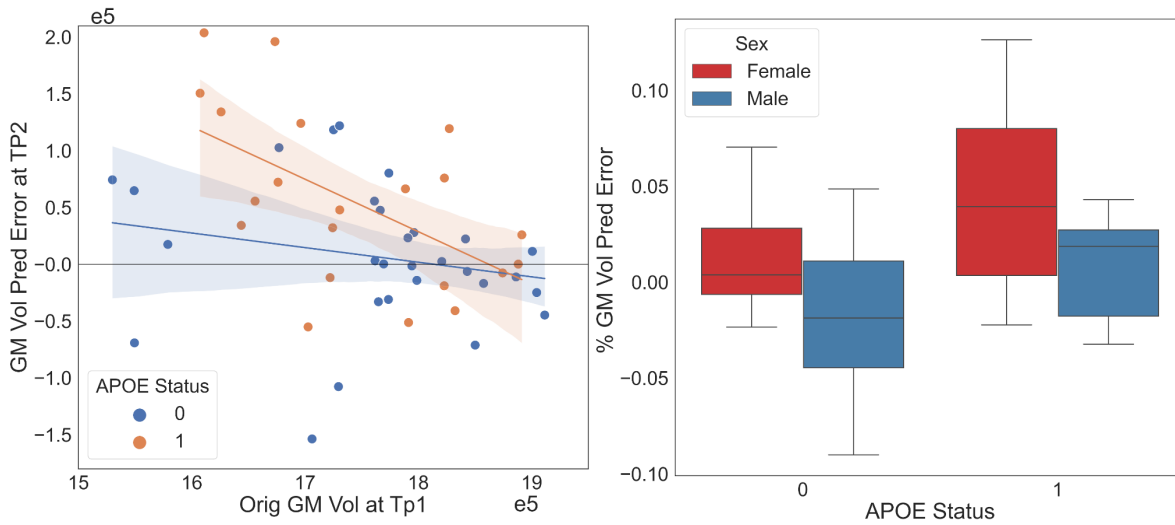 e5
2.0
1.5
1.0
0.5
−0.0
−0.5
−1.0
−1.5
GM Vol Pred Error at TP2
APOE Status
0
1
15 16 17 18 19
Orig GM Vol at Tp1 e5
Sex
Female
Male
0.10
0.05
0.00
−0.05
−0.10
% GM Vol Pred Error
0 1
APOE Status